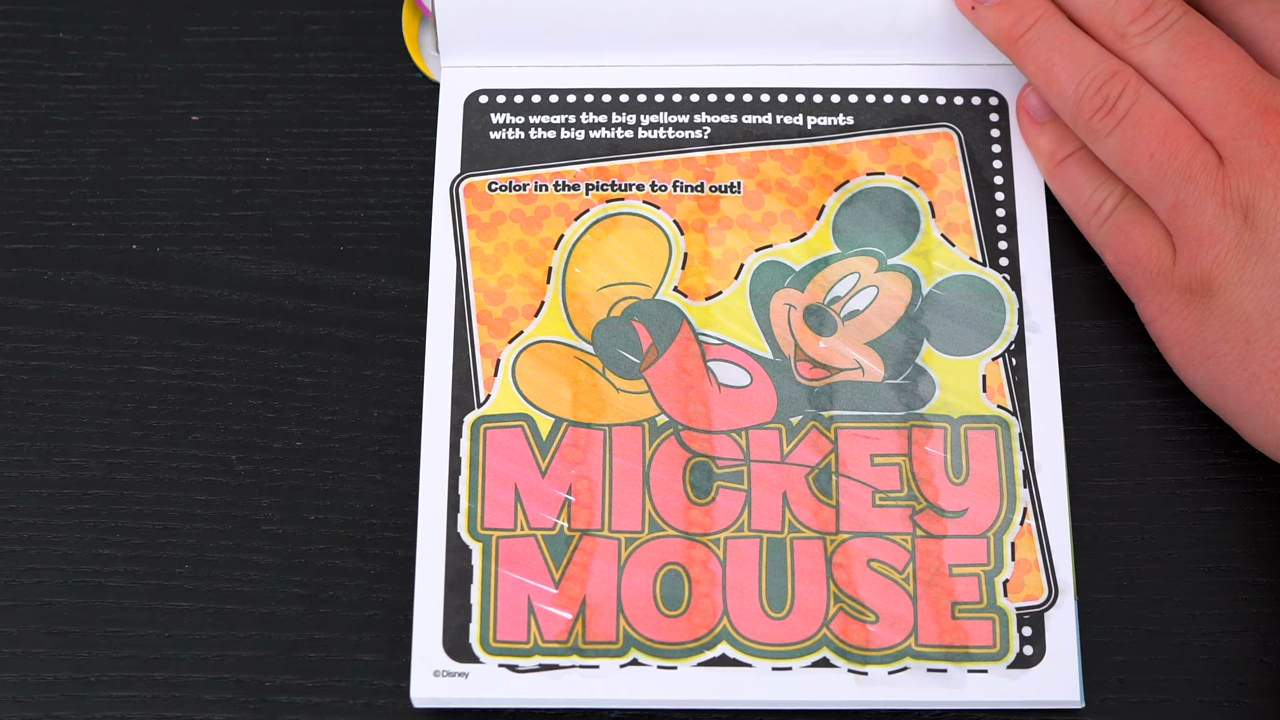 Who wears the big yellow shoes and red pants
with the big white buttons?
Color in the picture to find out!
MICKEY
MOUSE
©Disney